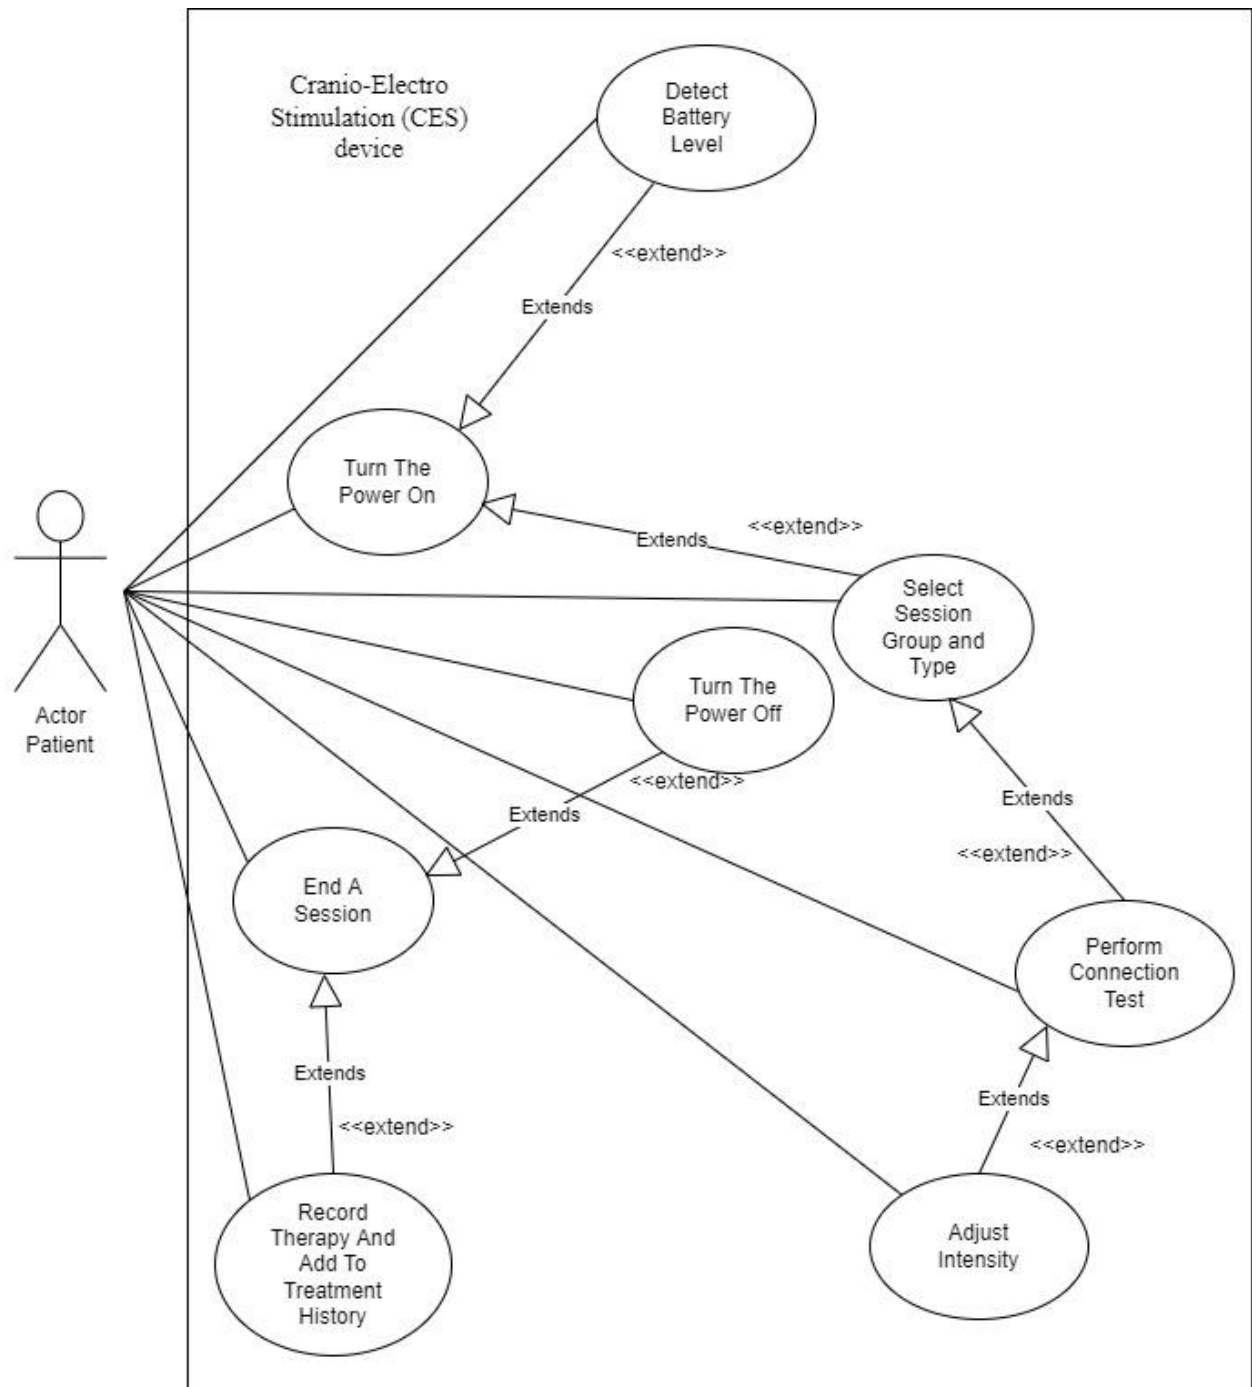 Cranio-Electro
Stimulation (CES)
device
Detect
Battery
Level
<<extend>>
Extends
Turn The
Power On
<<extend>>
Extends
Select
Session
Group and
Type
Turn The
Power Off
Actor
Patient
<<extend>>
Extends
Extends
<<extend>>
End A
Session
Perform
Connection
Test
Extends
<<extend>>
Extends
<<extend>>
Record
Therapy And
Add To
Treatment
History
Adjust
Intensity